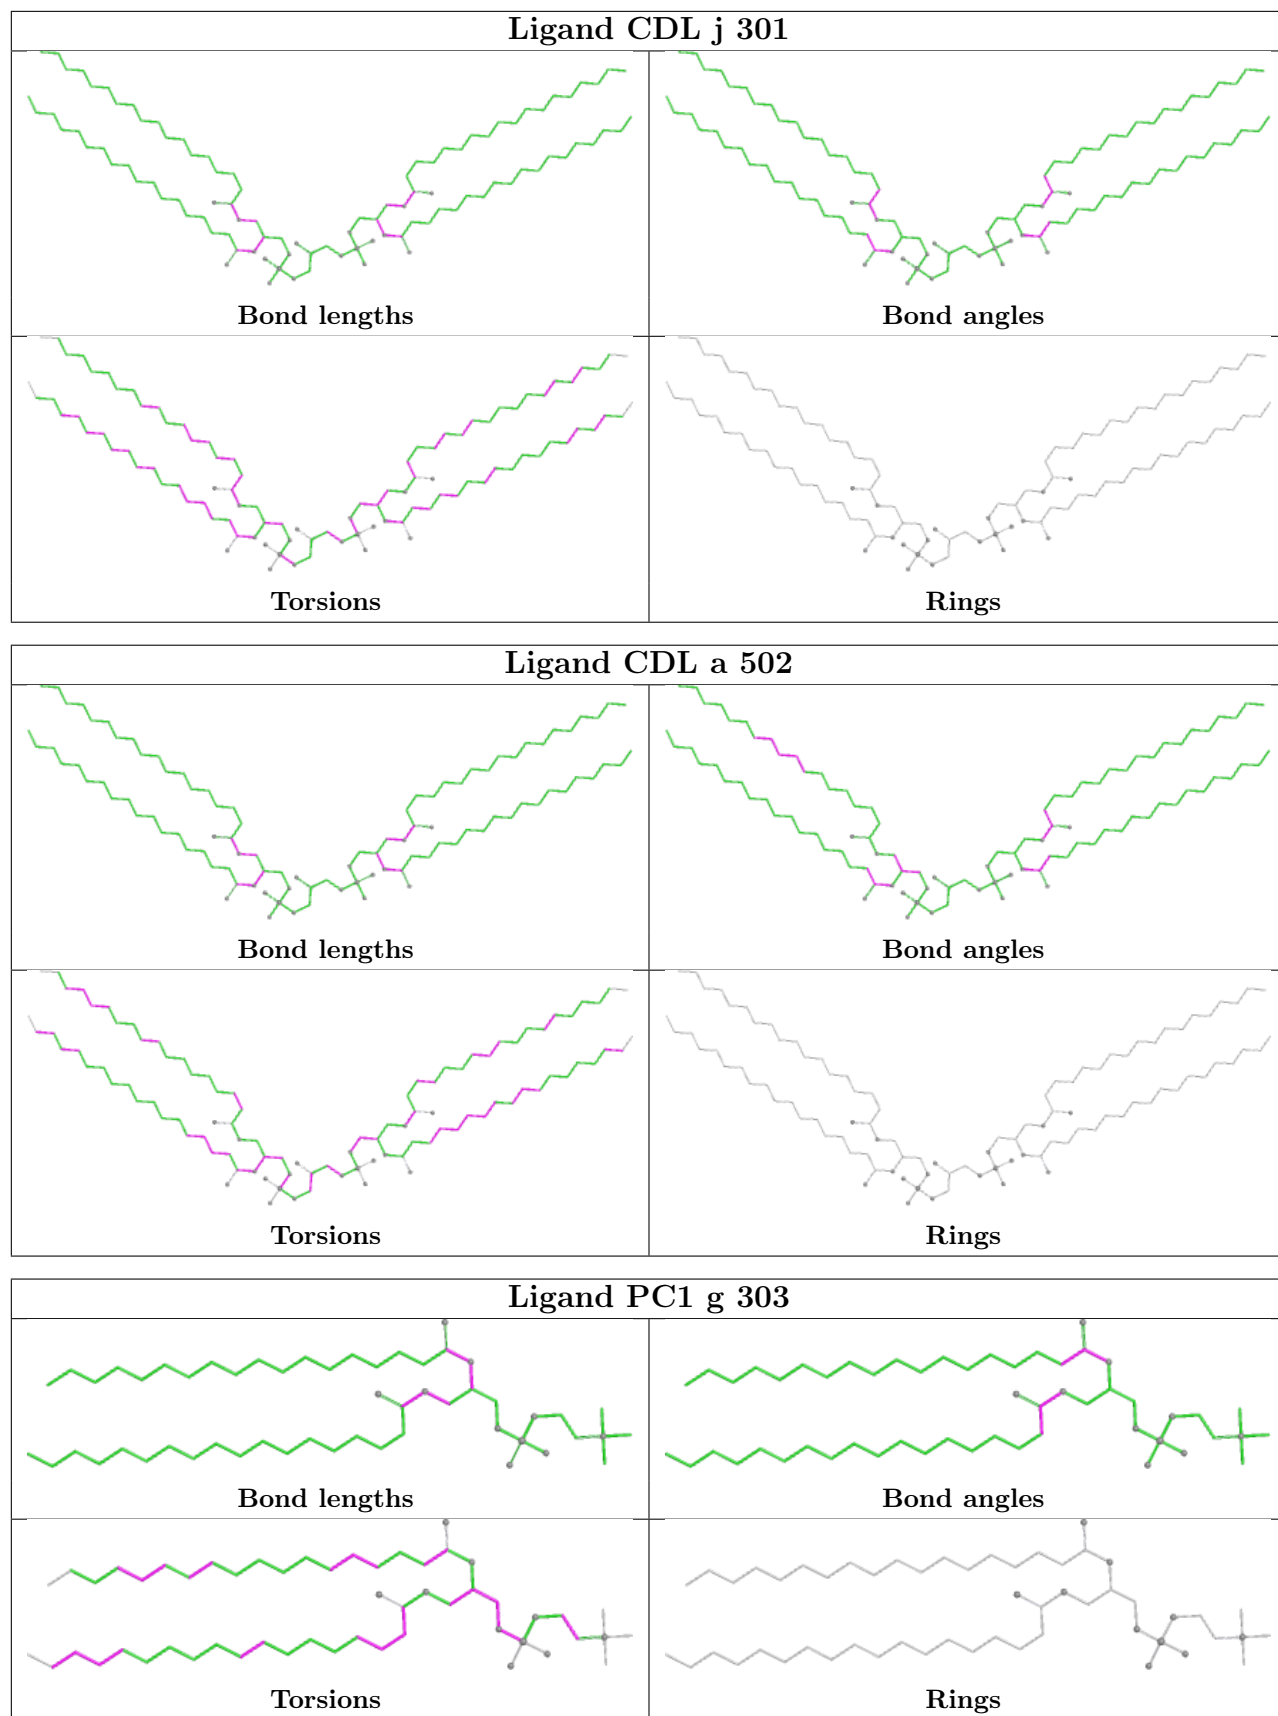 Ligand CDL j 301
Bond lengths
Bond angles
Torsions
Rings
Ligand CDL a 502
Bond lengths
Bond angles
Torsions
Rings
Ligand PC1 g 303
Bond lengths
Bond angles
Torsions
Rings